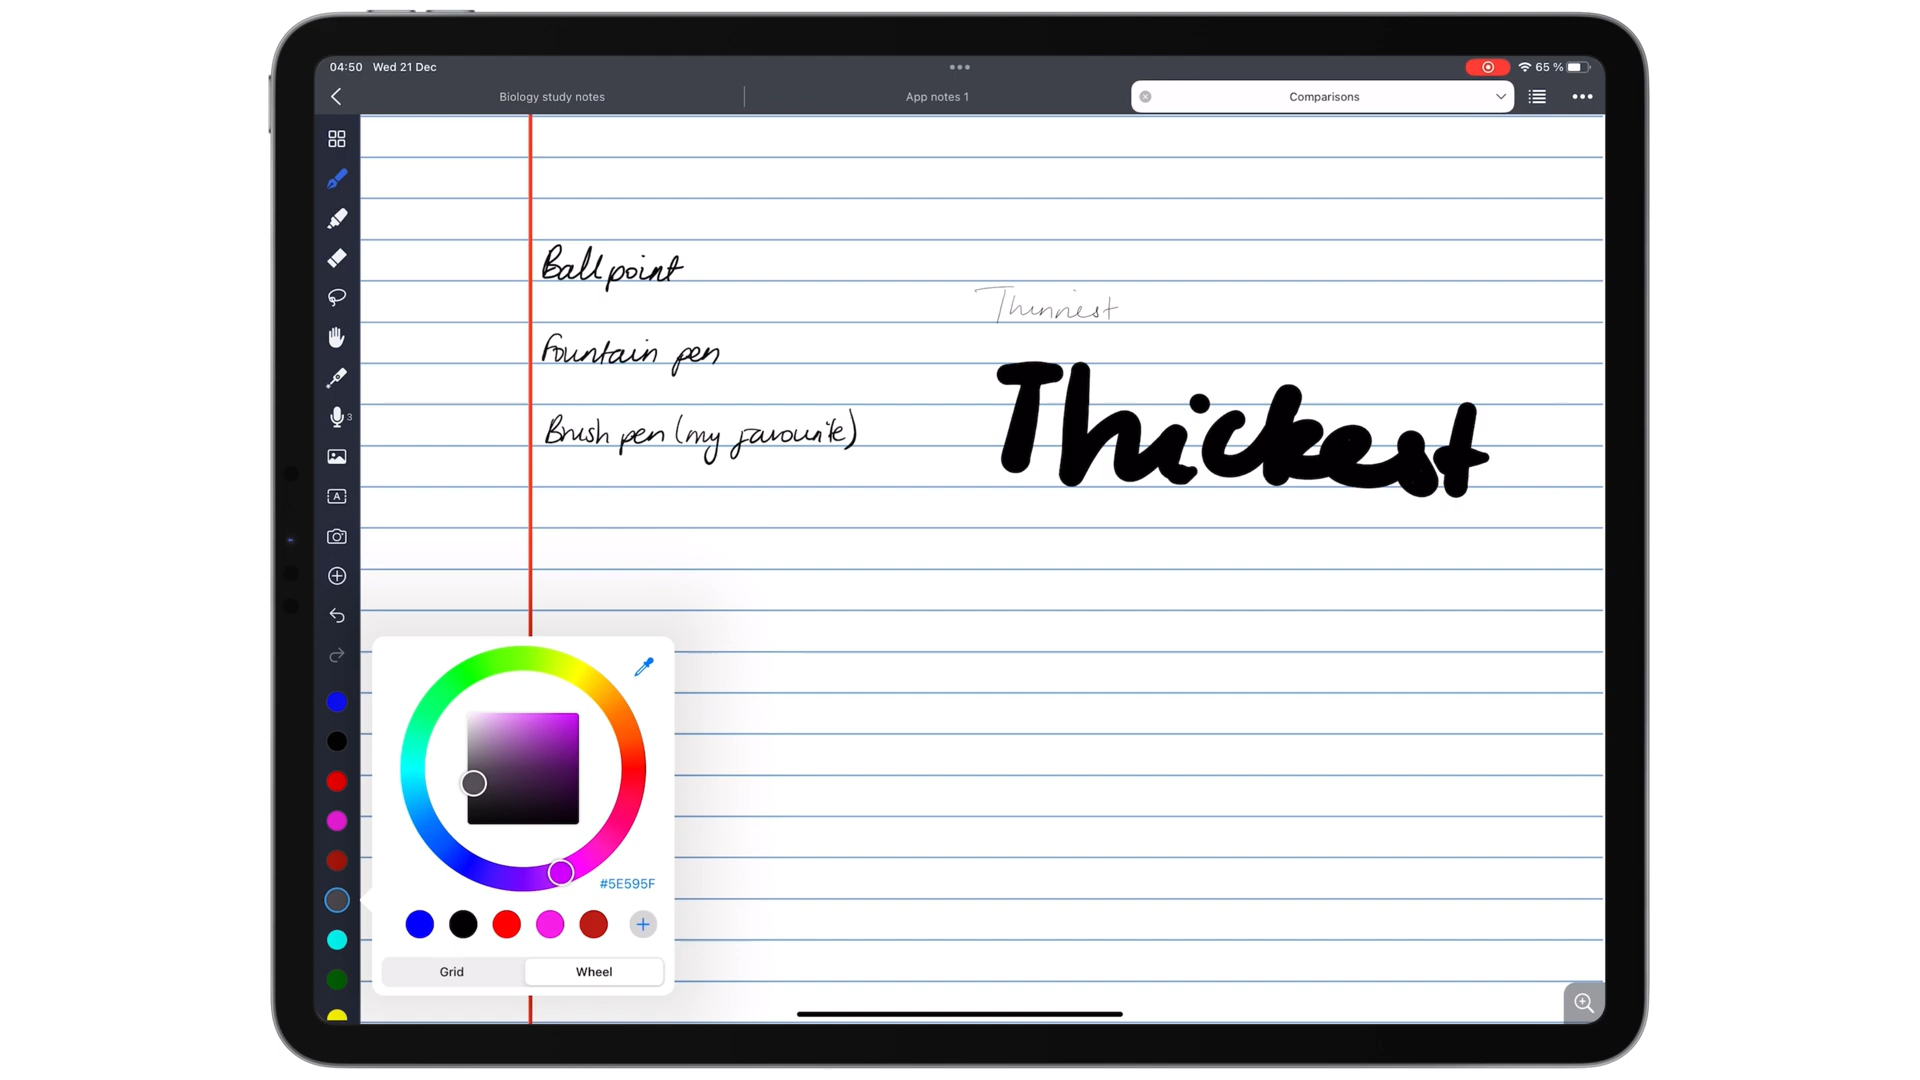 04:50 Wed 21 Dec
65 %
Biology study notes
App notes 1
Comparisons
3
A
Ballpoint
Thinnest
Fountain pen
Thickest
Brush pen (my favourite)
#5E595F
Grid
Wheel